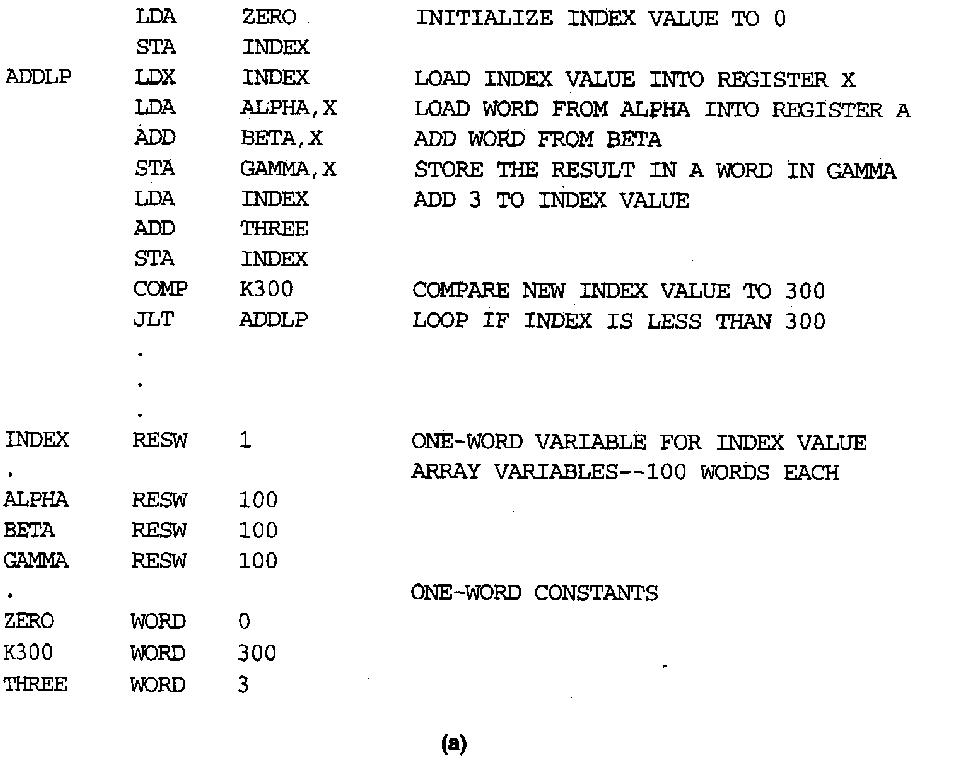 LDA ZERO INITIALIZE INDEX VALUE TO 0
STA INDEX
ADDLP LDX INDEX LOAD INDEX VALUE INTO REGISTER X
LDA ALPHA,X LOAD WORD FROM ALPHA INTO REGISTER A
ADD BETA,X ADD WORD FROM BETA
STA GAMMA,X STORE THE RESULT IN A WORD IN GAMMA
LDA INDEX ADD 3 TO INDEX VALUE
ADD THREE
STA INDEX
COMP K300 COMPARE NEW INDEX VALUE TO 300
JLT ADDLP LOOP IF INDEX IS LESS THAN 300
.
.
.
INDEX RESW 1 ONE-WORD VARIABLE FOR INDEX VALUE
. ARRAY VARIABLES--100 WORDS EACH
ALPHA RESW 100
BETA RESW 100
GAMMA RESW 100
. ONE-WORD CONSTANTS
ZERO WORD 0
K300 WORD 300
THREE WORD 3
(a)